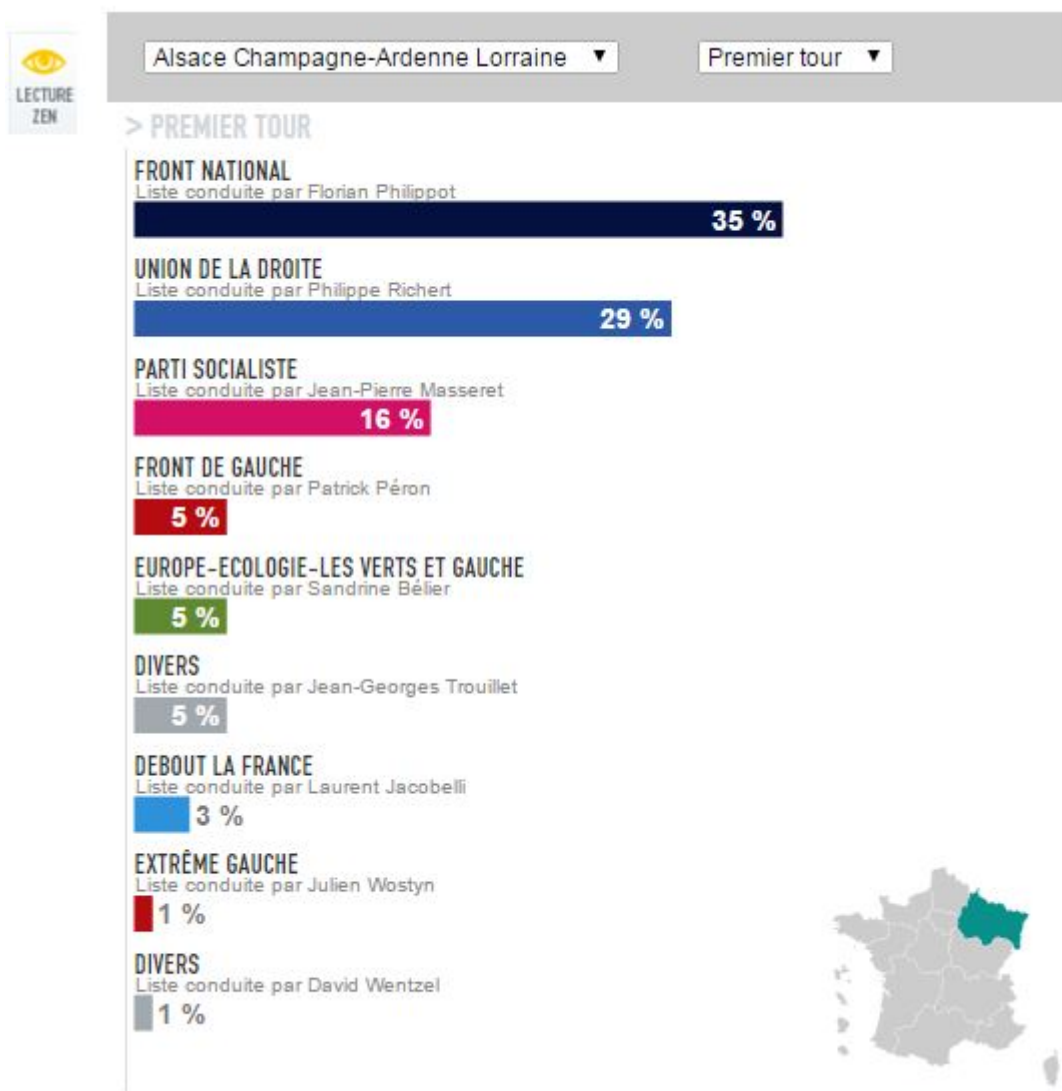 Alsace Champagne-Ardenne Lorraine
Premier tour
LECTURE
ZEN
> PREMIER TOUR
FRONT NATIONAL
Liste conduite par Florian Philippot
35 %
UNION DE LA DROITE
Liste conduite par Philippe Richert
29 %
PARTI SOCIALISTE
Liste conduite par Jean-Pierre Masseret
16 %
FRONT DE GAUCHE
Liste conduite par Patrick Péron
5 %
EUROPE-ECOLOGIE-LES VERTS ET GAUCHE
Liste conduite par Sandrine Bélier
5 %
DIVERS
Liste conduite par Jean-Georges Trouillet
5 %
DEBOUT LA FRANCE
Liste conduite par Laurent Jacobelli
3 %
EXTRÊME GAUCHE
Liste conduite par Julien Wostyn
1 %
DIVERS
Liste conduite par David Wentzel
1 %